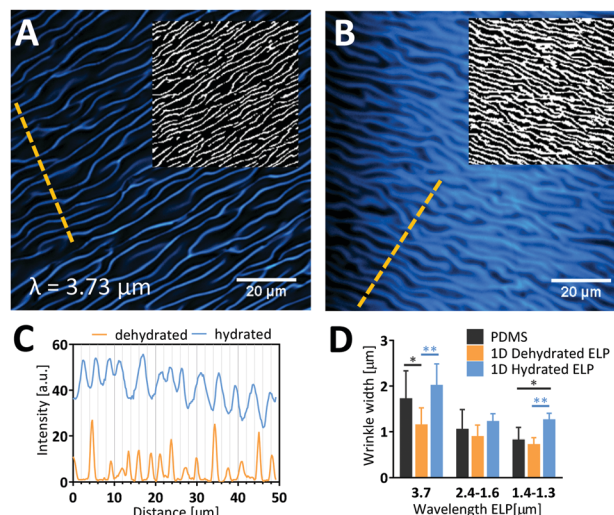 A
B
λ = 3.73 µm
20 µm
20 µm
C
dehydrated hydrated
Intensity [a.u.]
60
40
20
0
0 10 20 30 40 50
Distance [µm]
D
PDMS
1D Dehydrated ELP
1D Hydrated ELP
Wrinkle width [µm]
3
2
1
0
* ** * **
3.7 2.4-1.6 1.4-1.3
Wavelength ELP[µm]